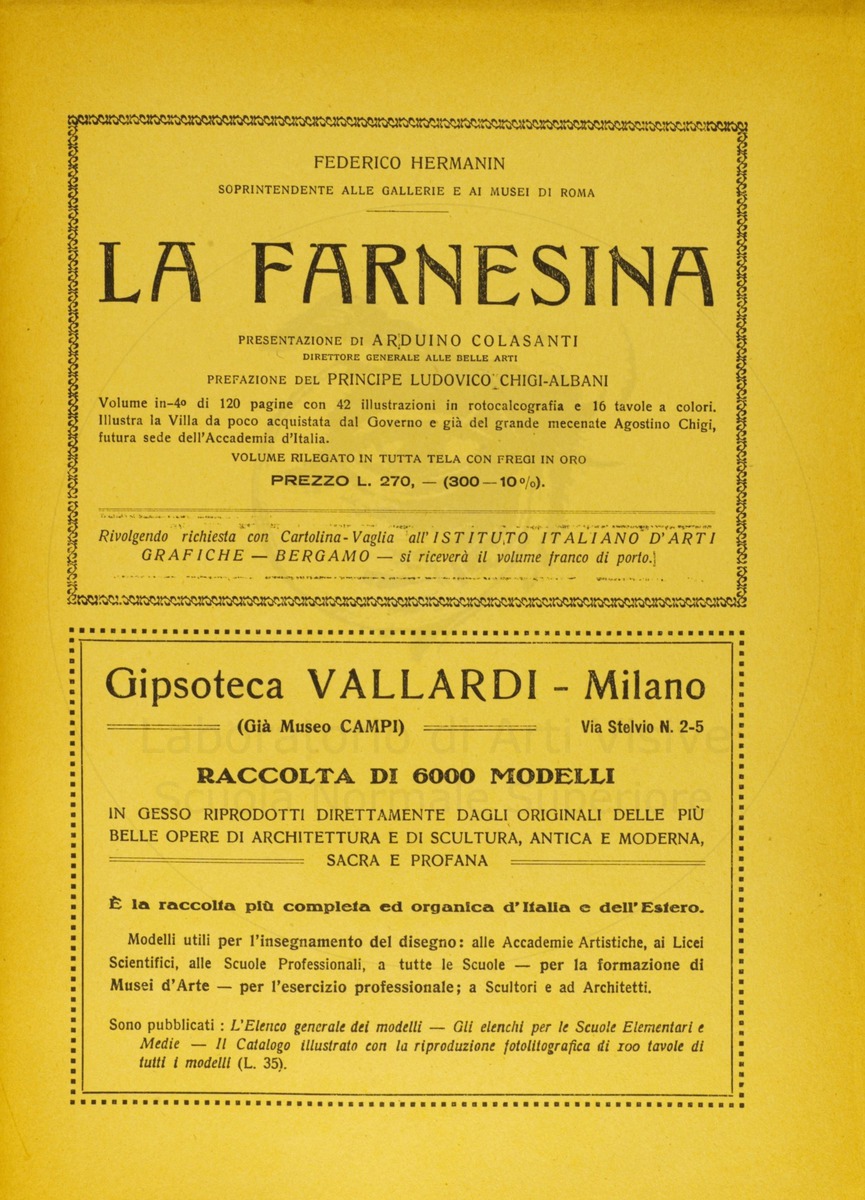 FEDERICO HERMANIN
SOPRINTENDENTE ALLE GALLERIE E AI MUSEI DI ROMA
LA FARNESINA
PRESENTAZIONE DI ARDUINO COLASANTI
DIRETTORE GENERALE ALLE BELLE ARTI
PREFAZIONE DEL PRINCIPE LUDOVICO CHIGI-ALBANI
Volume in-4º di 120 pagine con 42 illustrazioni in rotocalcografia e 16 tavole a colori.
Illustra la Villa da poco acquistata dal Governo e già del grande mecenate Agostino Chigi,
futura sede dell'Accademia d'Italia.
VOLUME RILEGATO IN TUTTA TELA CON FREGI IN ORO
PREZZO L. 270, — (300 — 10 %).
Rivolgendo richiesta con Cartolina-Vaglia all'ISTITUTO ITALIANO D'ARTI
GRAFICHE — BERGAMO — si riceverà il volume franco di porto.]
Gipsoteca VALLARDI - Milano
(Già Museo CAMPI) Via Stelvio N. 2-5
Laboratorio di Arti Visive
RACCOLTA DI 6000 MODELLI
Scuola Normale Superiore
IN GESSO RIPRODOTTI DIRETTAMENTE DAGLI ORIGINALI DELLE PIÙ
BELLE OPERE DI ARCHITETTURA E DI SCULTURA, ANTICA E MODERNA,
SACRA E PROFANA
È la raccolta più completa ed organica d'Italia e dell'Estero.
Modelli utili per l'insegnamento del disegno: alle Accademie Artistiche, ai Licei
Scientifici, alle Scuole Professionali, a tutte le Scuole — per la formazione di
Musei d'Arte — per l'esercizio professionale; a Scultori e ad Architetti.
Sono pubblicati : L'Elenco generale dei modelli — Gli elenchi per le Scuole Elementari e
Medie — Il Catalogo illustrato con la riproduzione fotolitografica di 100 tavole di
tutti i modelli (L. 35).